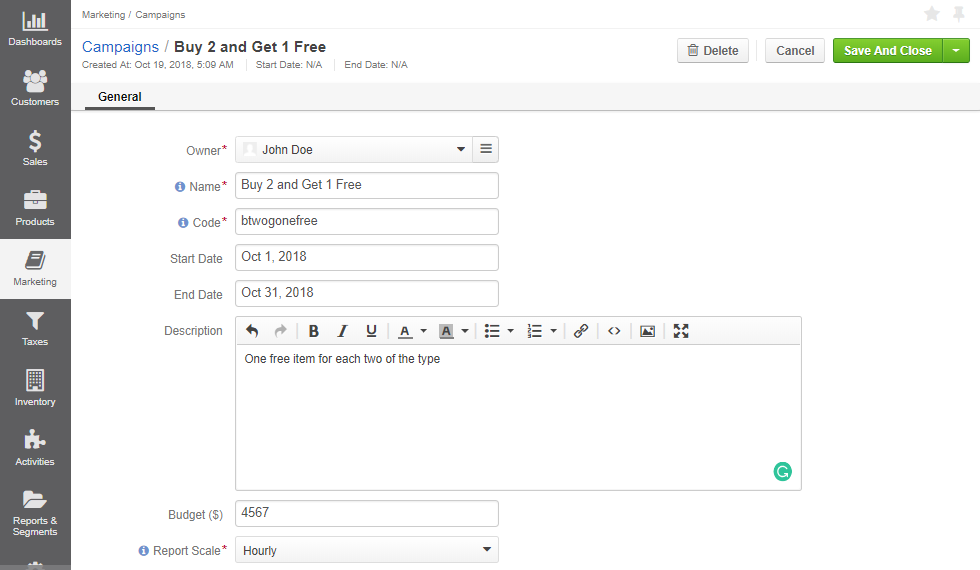 Dashboards
Customers
Sales
Products
Marketing
Taxes
Inventory
Activities
Reports &
Segments
Marketing / Campaigns
Campaigns / Buy 2 and Get 1 Free
Created At: Oct 19, 2018, 5:09 AM Start Date: N/A End Date: N/A
Delete Cancel Save And Close
General
Owner* John Doe
Name* Buy 2 and Get 1 Free
Code* btwogonefree
Start Date Oct 1, 2018
End Date Oct 31, 2018
Description B I U A A
One free item for each two of the type
Budget ($) 4567
Report Scale* Hourly